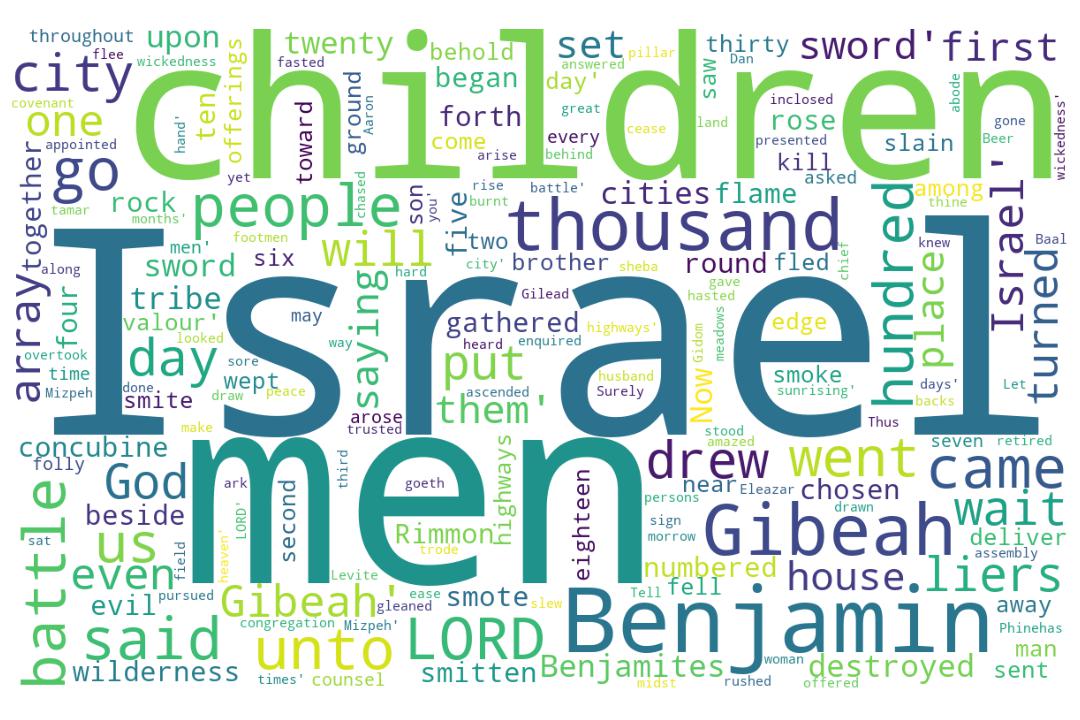 throughout
flee
upon
twenty
behold
set
pillar
thirty
Dan
sword'
first
city
wickedness
offerings
fasted
began
answered
day'
saw
children
covenant
one
ten
hand'
toward
ground
Aaron
forth
come
great
every
cease
land
inclosed
presented
rose
abode
gone
Beer
wickedness'
appointed
go
together
yet
arise
behind
kill
slain
asked
tamar
rock
months'
people
chased
son
you'
rise
burnt
battle'
cities
flame
among
thine
Israel'
footmen
men'
will
five
two
thousand
hundred
knew
Baal
along
sword
six
hard
city'
brother
sheba
round
fled
chief
place
turned
array
four
tribe
valour'
looked
may
saying
Gilead
gathered
heard
enquired
highways'
gave
hasted
meadows
edge
Israel
overtook
time
Mizpeh
day
sore
way
put
Gidom
smoke
sunrising'
days'
Let
backs
done
smite
draw
wept
peace
them'
ascended
husband
Surely
Now
arose
trusted
Thus
make
stood
amazed
seven
retired
concubine
folly
God
men
third
ark
goeth
highways
drew
went
came
beside
second
LORD'
Rimmon
trode
eighteen
persons
near
Eleazar
chosen
drawn
wait
sat
us
field
heaven'
sign
morrow
Gibeah
deliver
assembly
battle
even
pursued
Levite
numbered
house
liers
evil
Gibeah'
gleaned
ease
smote
slew
Tell
fell
away
said
congregation
Mizpeh'
unto
LORD
Benjamin
Phinehas
man
wilderness
times'
counsel
smitten
Benjamites
midst
woman
rushed
destroyed
offered
sent